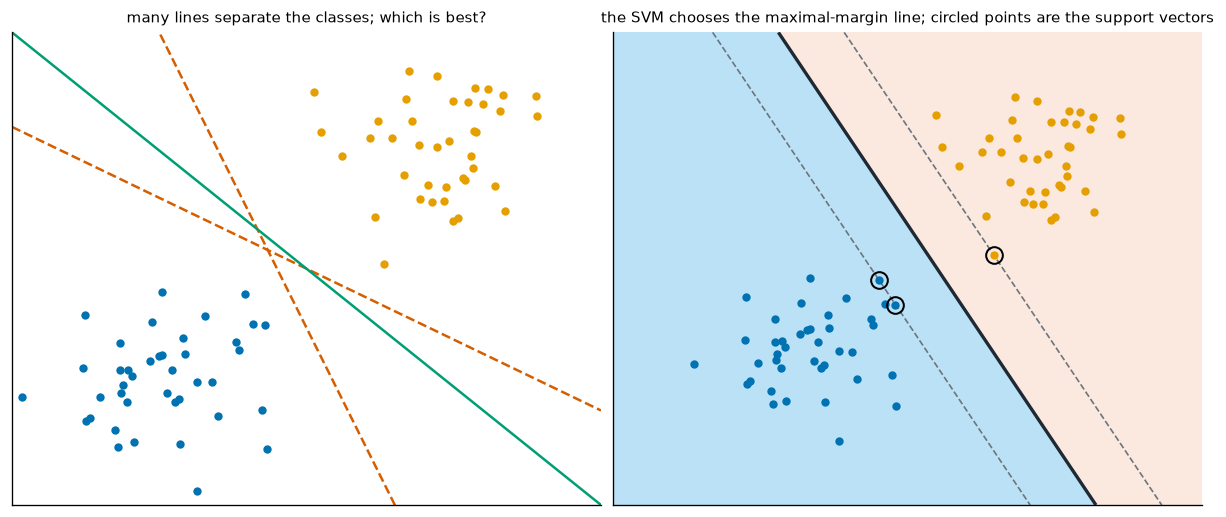 many lines separate the classes; which is best?
the SVM chooses the maximal-margin line; circled points are the support vectors